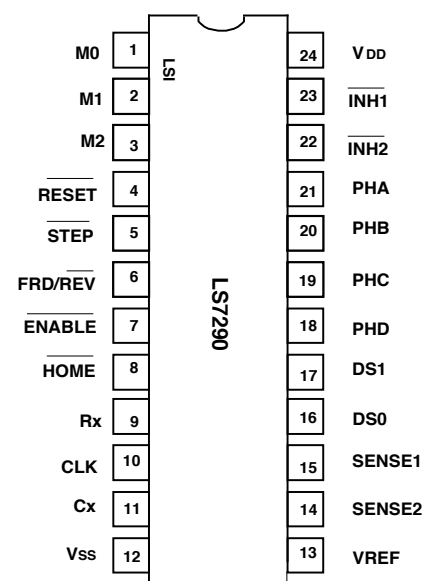 M0 1 24 VDD
M1 2 LSI 23 INH1
M2 3 22 INH2
RESET 4 21 PHA
STEP 5 20 PHB
FRD/REV 6 19 PHC
ENABLE 7 LS7290 18 PHD
HOME 8 17 DS1
Rx 9 16 DS0
CLK 10 15 SENSE1
Cx 11 14 SENSE2
Vss 12 13 VREF